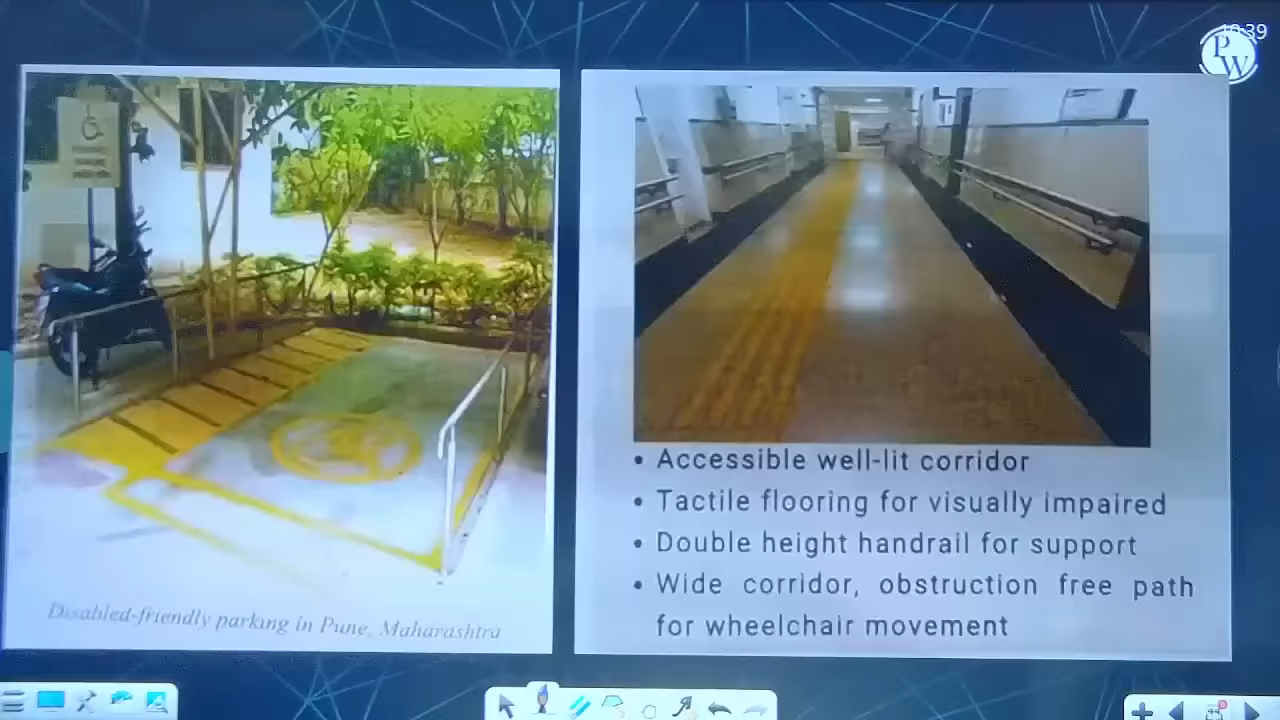 PW
Disabled-friendly parking in Pune, Maharashtra
• Accessible well-lit corridor
• Tactile flooring for visually impaired
• Double height handrail for support
• Wide corridor, obstruction free path
for wheelchair movement